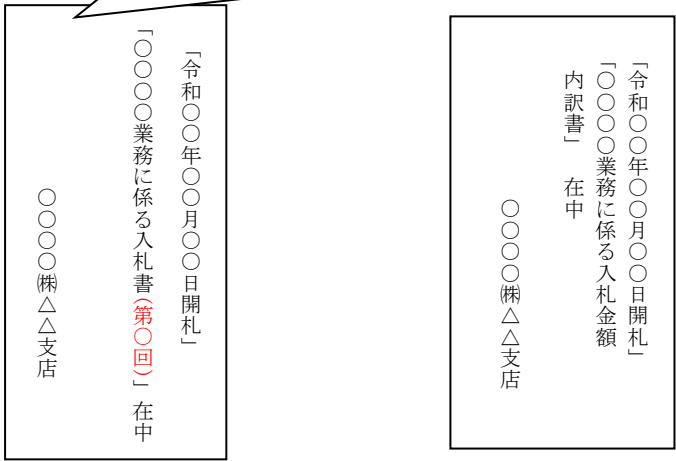 「令和〇〇年〇〇月〇〇日開札」
「〇〇〇〇業務に係る入札金額
内訳書」　在中
〇〇〇〇㈱△△支店
「令和〇〇年〇〇月〇〇日開札」
「〇〇〇〇業務に係る入札書(第〇回)」在中
〇〇〇〇㈱△△支店